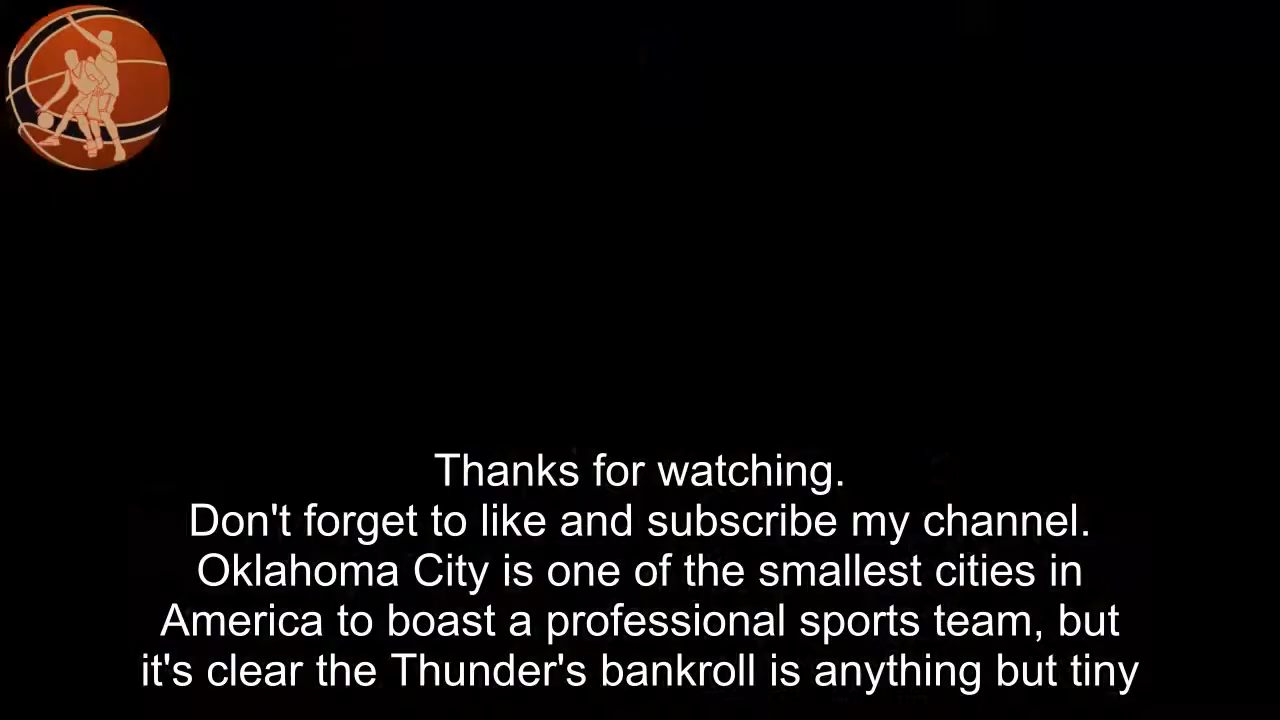 Thanks for watching.
Don't forget to like and subscribe my channel.
Oklahoma City is one of the smallest cities in
America to boast a professional sports team, but
it's clear the Thunder's bankroll is anything but tiny